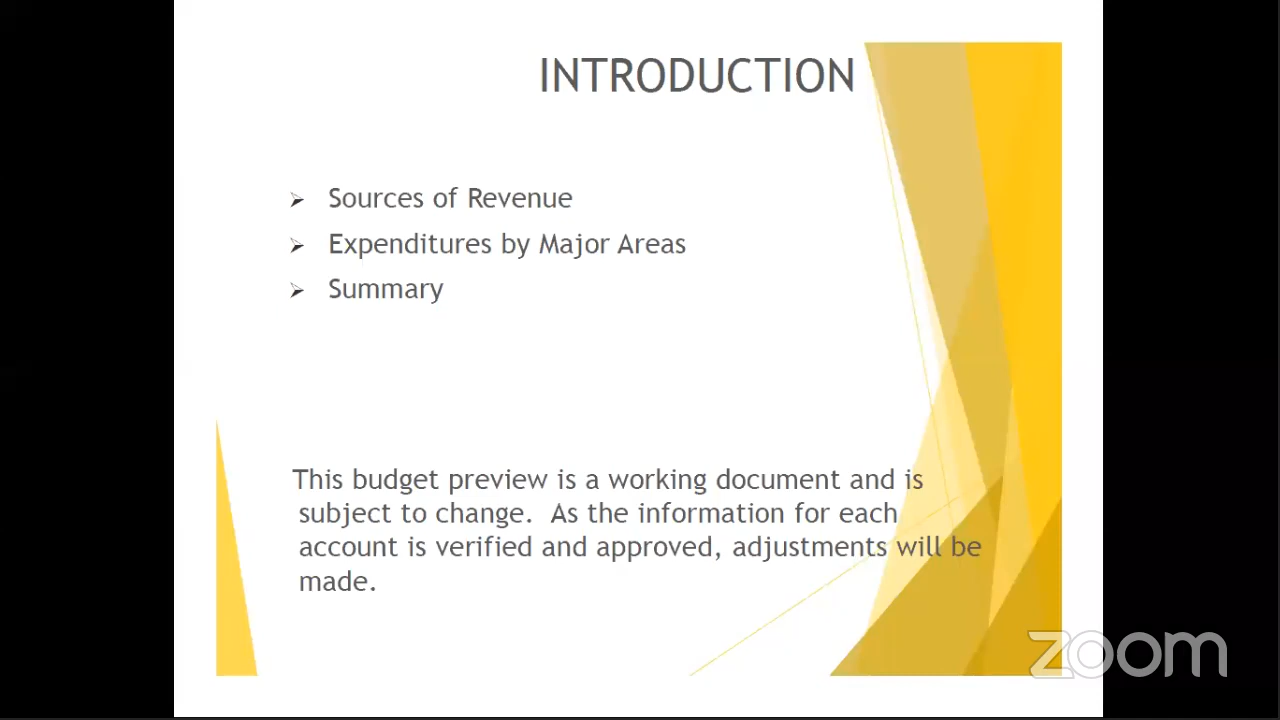 INTRODUCTION
Sources of Revenue
Expenditures by Major Areas
Summary
This budget preview is a working document and is
subject to change. As the information for each
account is verified and approved, adjustments will be
made.
zoom